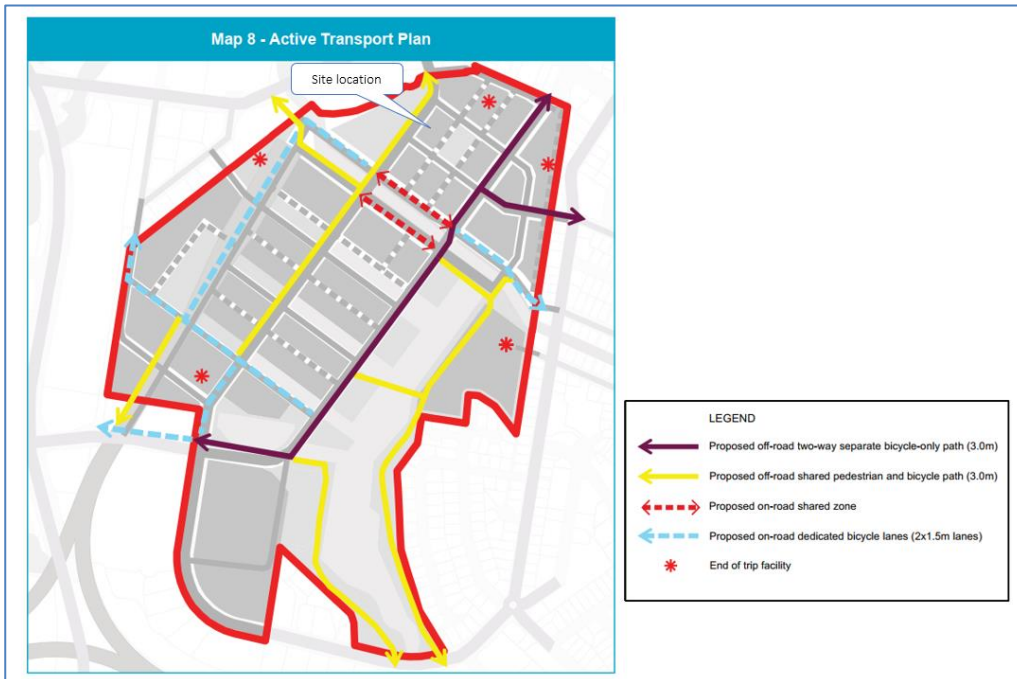 Map 8 - Active Transport Plan
Site location
LEGEND
Proposed off-road two-way separate bicycle-only path (3.0m)
Proposed off-road shared pedestrian and bicycle path (3.0m)
Proposed on-road shared zone
Proposed on-road dedicated bicycle lanes (2x1.5m lanes)
End of trip facility